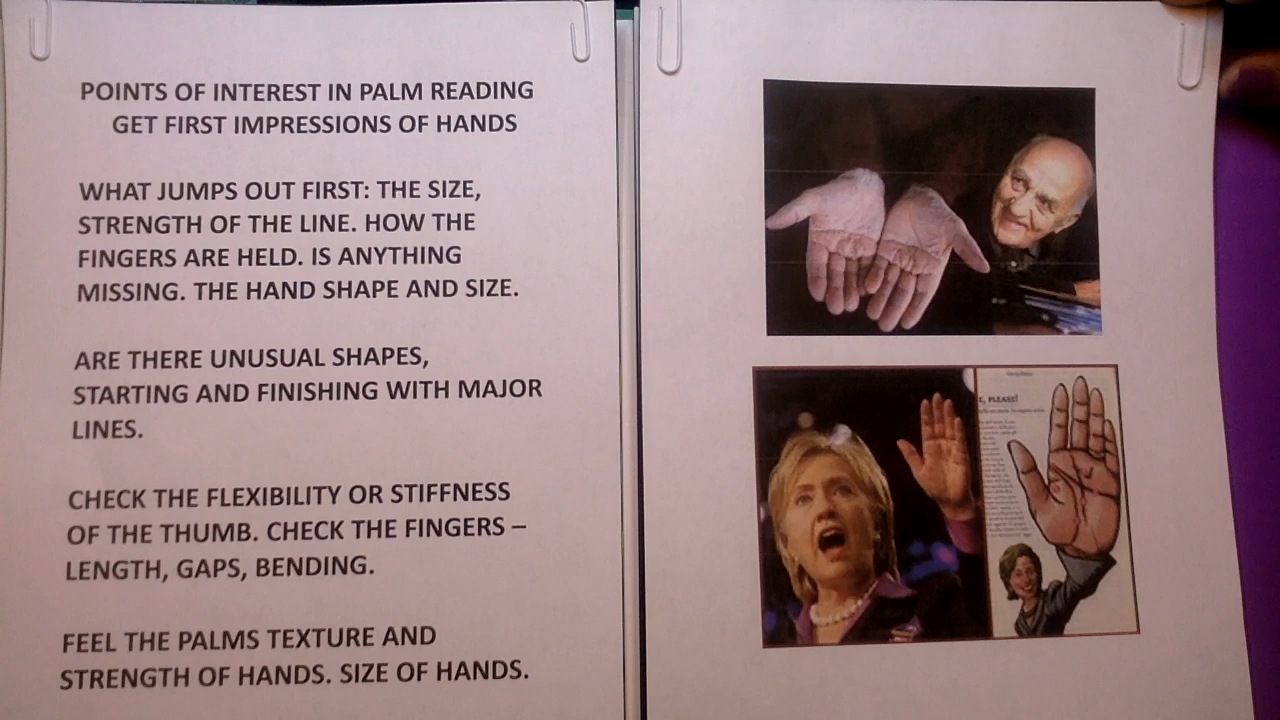 POINTS OF INTEREST IN PALM READING
GET FIRST IMPRESSIONS OF HANDS
WHAT JUMPS OUT FIRST: THE SIZE,
STRENGTH OF THE LINE. HOW THE
FINGERS ARE HELD. IS ANYTHING
MISSING. THE HAND SHAPE AND SIZE.
ARE THERE UNUSUAL SHAPES,
STARTING AND FINISHING WITH MAJOR
LINES.
CHECK THE FLEXIBILITY OR STIFFNESS
OF THE THUMB. CHECK THE FINGERS –
LENGTH, GAPS, BENDING.
FEEL THE PALMS TEXTURE AND
STRENGTH OF HANDS. SIZE OF HANDS.
PLEASE!